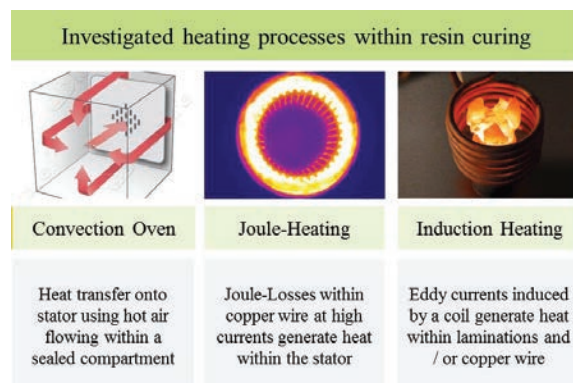 Investigated heating processes within resin curing
Convection Oven
Joule-Heating
Induction Heating
Heat transfer onto
stator using hot air
flowing within a
sealed compartment
Joule-Losses within
copper wire at high
currents generate heat
within the stator
Eddy currents induced
by a coil generate heat
within laminations and
/ or copper wire